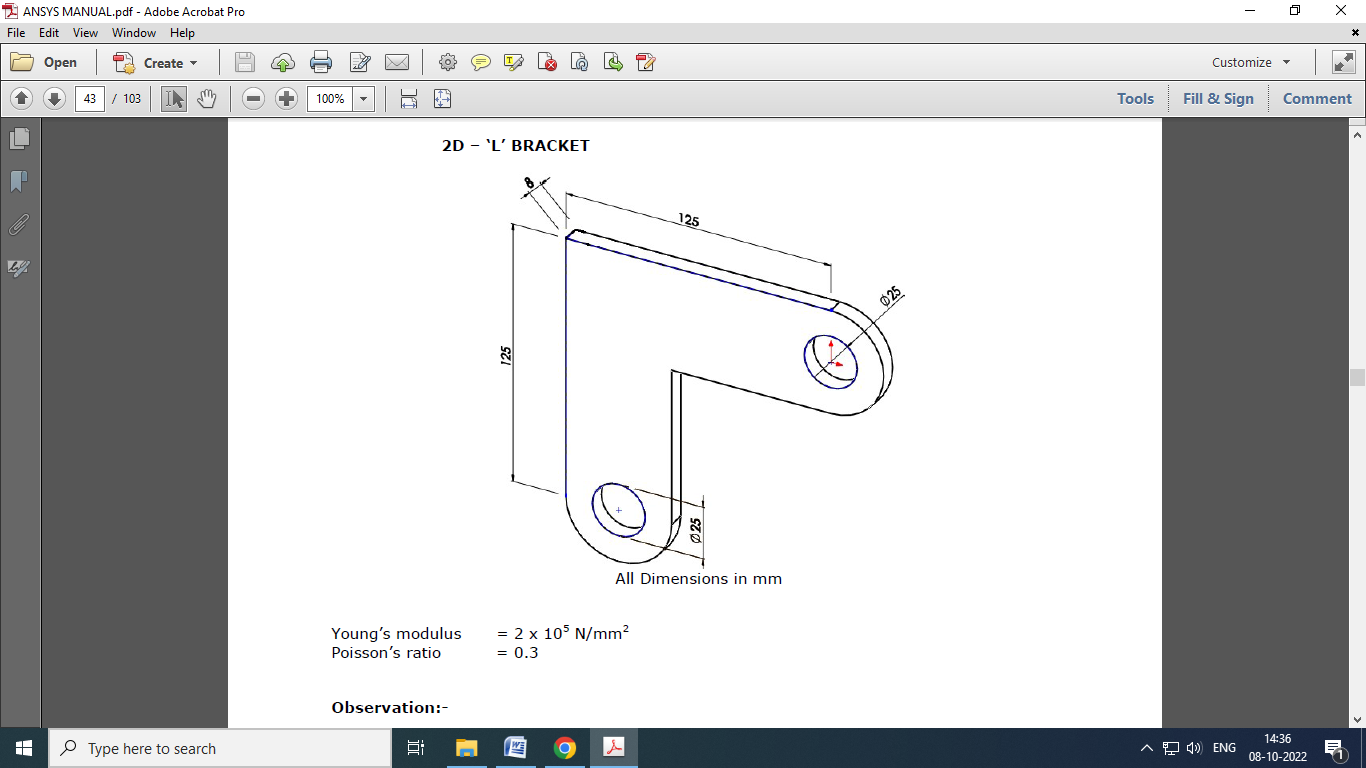 ANSYS MANUAL.pdf - Adobe Acrobat Pro
File Edit View Window Help
Open Create Customize
43 / 103 100% Tools Fill & Sign Comment
2D – ‘L’ BRACKET
8
125
Ø25
125
Ø25
All Dimensions in mm
Young’s modulus = 2 x 10⁵ N/mm²
Poisson’s ratio = 0.3
Observation:-
Type here to search
ENG
14:36
08-10-2022
1